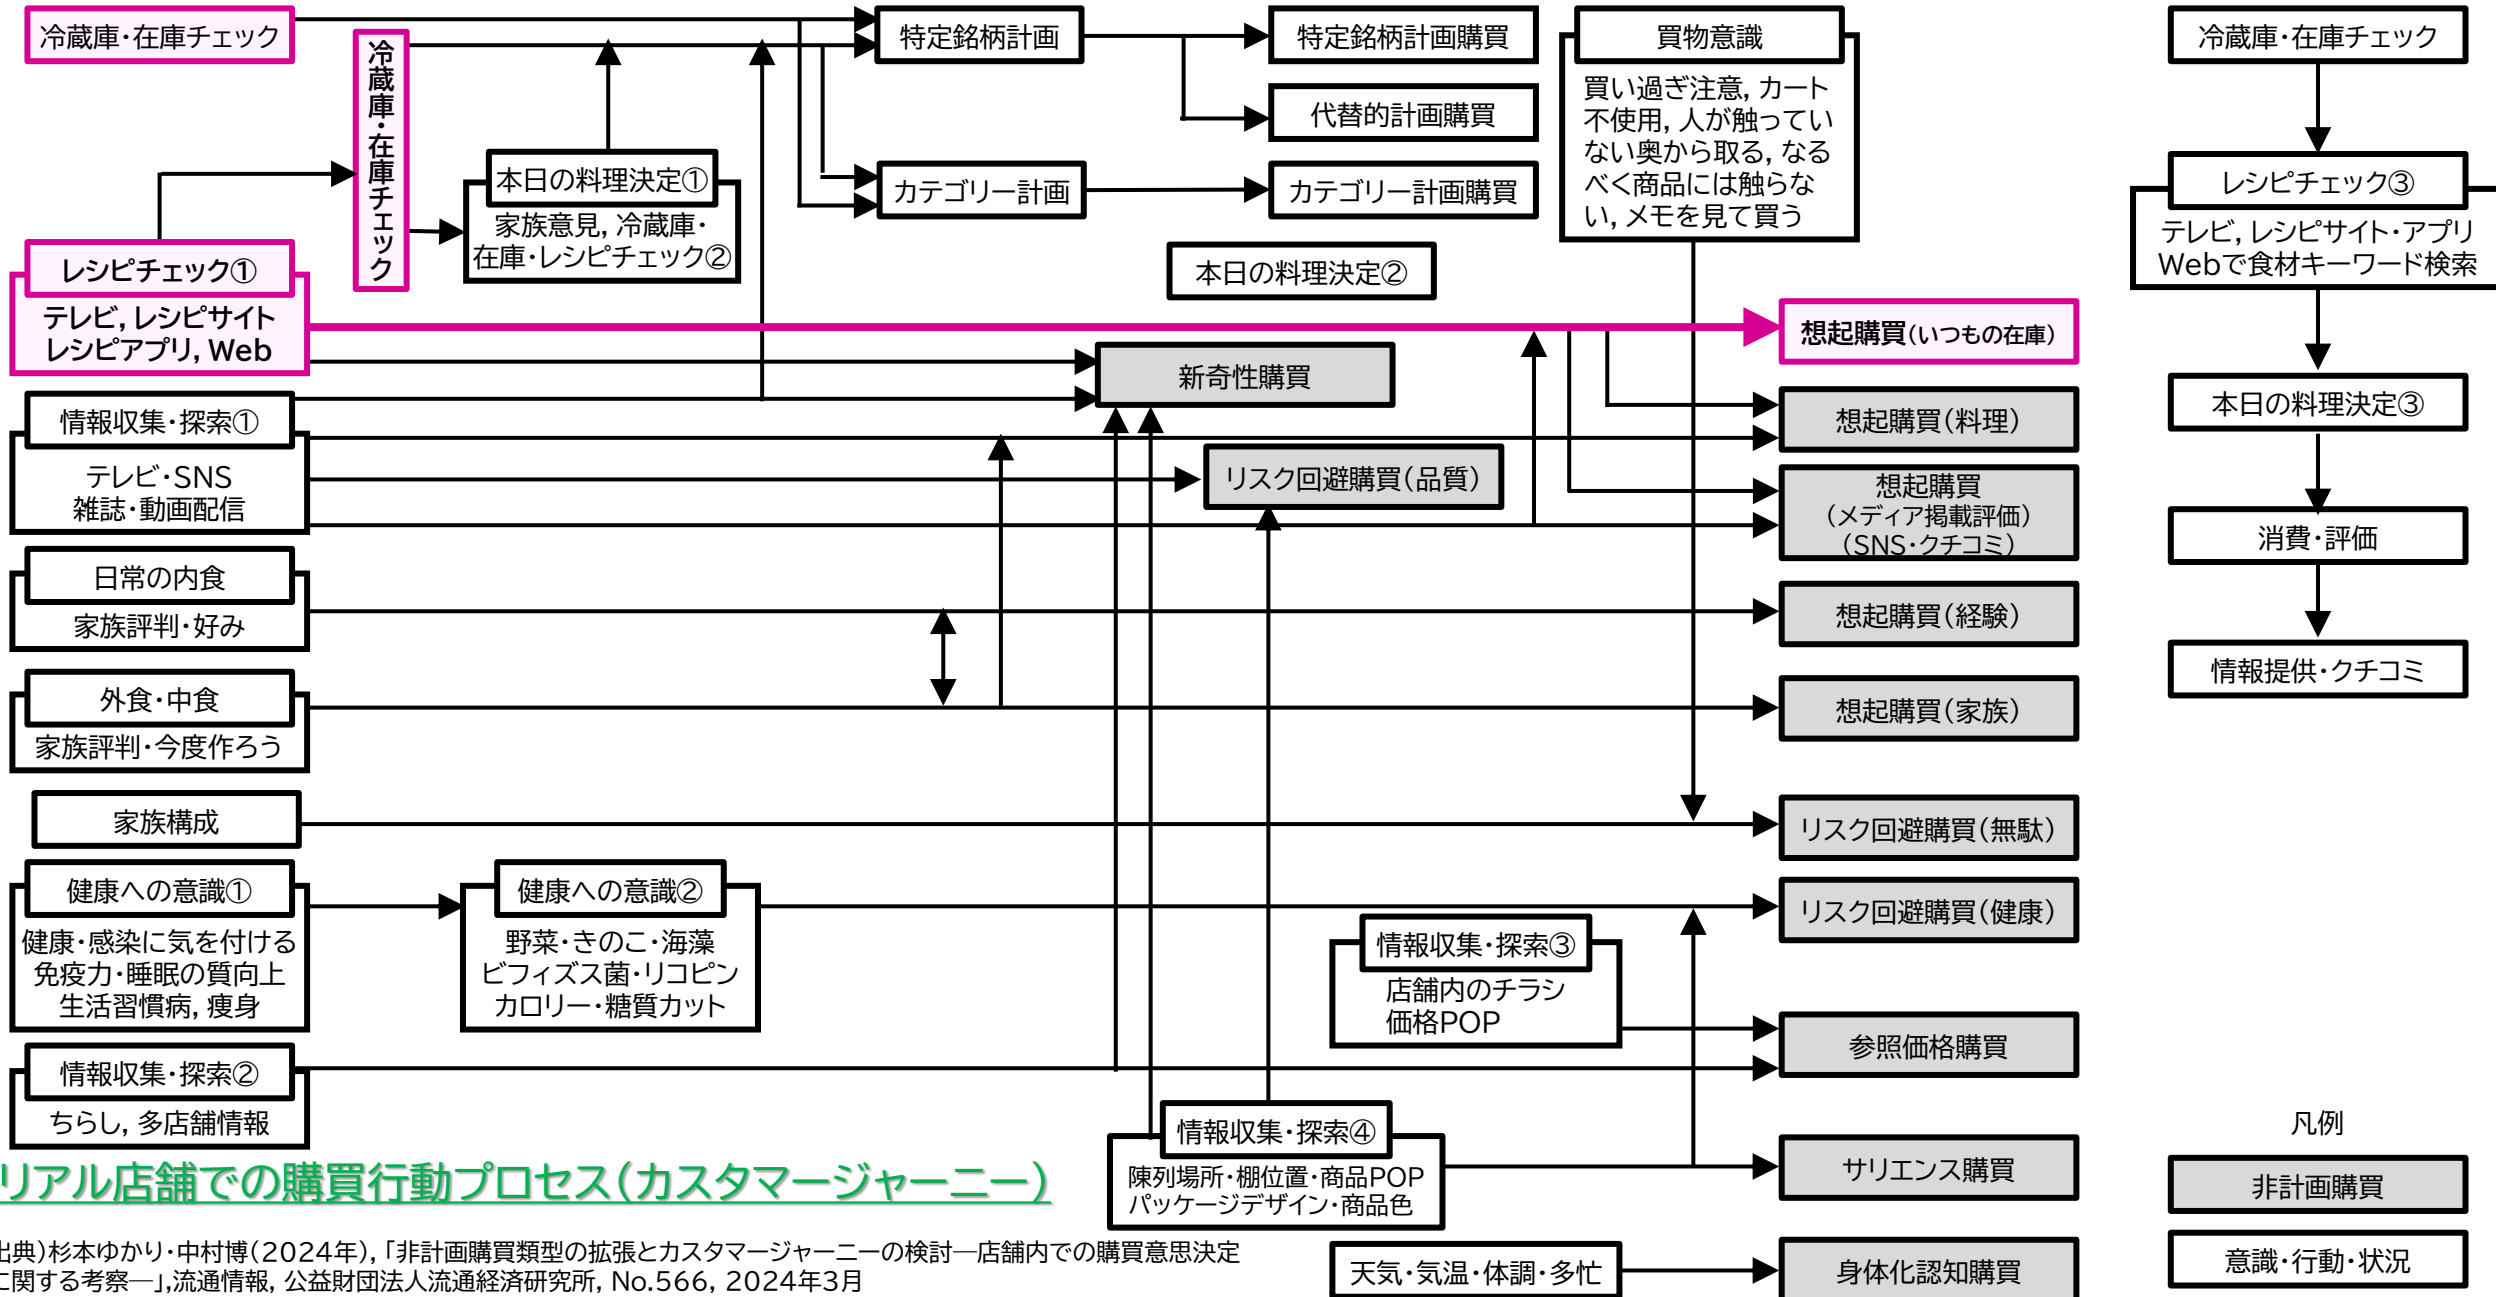 冷蔵庫・在庫チェック
冷蔵庫・在庫チェック
レシピチェック①
テレビ, レシピサイト
レシピアプリ, Web
情報収集・探索①
テレビ・SNS
雑誌・動画配信
日常の内食
家族評判・好み
外食・中食
家族評判・今度作ろう
家族構成
健康への意識①
健康・感染に気を付ける
免疫力・睡眠の質向上
生活習慣病, 痩身
情報収集・探索②
ちらし, 多店舗情報
本日の料理決定①
家族意見, 冷蔵庫・
在庫・レシピチェック②
健康への意識②
野菜・きのこ・海藻
ビフィズス菌・リコピン
カロリー・糖質カット
特定銘柄計画
カテゴリー計画
特定銘柄計画購買
代替的計画購買
カテゴリー計画購買
本日の料理決定②
新奇性購買
リスク回避購買(品質)
買物意識
買い過ぎ注意, カート
不使用, 人が触ってい
ない奥から取る, なる
べく商品には触らな
い, メモを見て買う
情報収集・探索③
店舗内のチラシ
価格POP
情報収集・探索④
陳列場所・棚位置・商品POP
パッケージデザイン・商品色
天気・気温・体調・多忙
想起購買(いつもの在庫)
想起購買(料理)
想起購買
(メディア掲載評価)
(SNS・クチコミ)
想起購買(経験)
想起購買(家族)
リスク回避購買(無駄)
リスク回避購買(健康)
参照価格購買
サリエンス購買
身体化認知購買
冷蔵庫・在庫チェック
レシピチェック③
テレビ, レシピサイト・アプリ
Webで食材キーワード検索
本日の料理決定③
消費・評価
情報提供・クチコミ
凡例
非計画購買
意識・行動・状況
リアル店舗での購買行動プロセス(カスタマージャーニー)
出典)杉本ゆかり・中村博(2024年), 「非計画購買類型の拡張とカスタマージャーニーの検討―店舗内での購買意思決定
に関する考察―」,流通情報, 公益財団法人流通経済研究所, No.566, 2024年3月